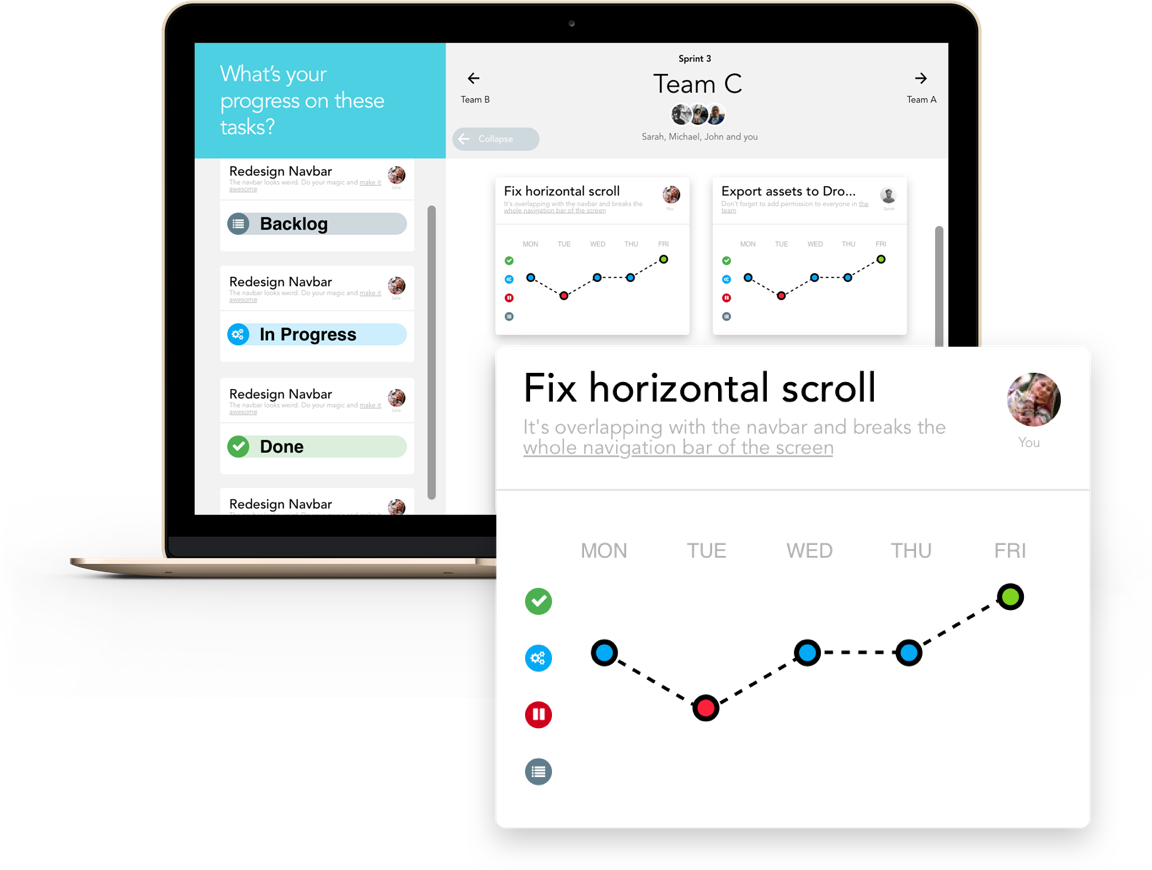 What's your
progress on these
tasks?
Sprint 3
Team C
Team B
Team A
Sarah, Michael, John and you
Collapse
Redesign Navbar
The navbar looks weird. Do your magic and make it
awesome
Backlog
Redesign Navbar
The navbar looks weird. Do your magic and make it
awesome
In Progress
Redesign Navbar
The navbar looks weird. Do your magic and make it
awesome
Done
Redesign Navbar
Fix horizontal scroll
It's overlapping with the navbar and breaks the
whole navigation bar of the screen
You
MON TUE WED THU FRI
Export assets to Dro...
Don't forget to add permission to everyone in the
team
Sarah
MON TUE WED THU FRI
Fix horizontal scroll
It's overlapping with the navbar and breaks the
whole navigation bar of the screen
You
MON TUE WED THU FRI